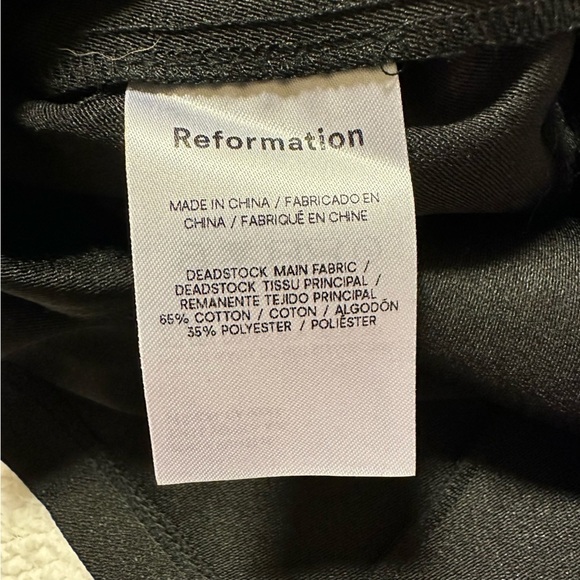 Reformation
MADE IN CHINA / FABRICADO EN
CHINA / FABRIQUÉ EN CHINE
DEADSTOCK MAIN FABRIC /
DEADSTOCK TISSU PRINCIPAL /
REMANENTE TEJIDO PRINCIPAL
65% COTTON / COTON / ALGODÓN
35% POLYESTER / POLIÉSTER